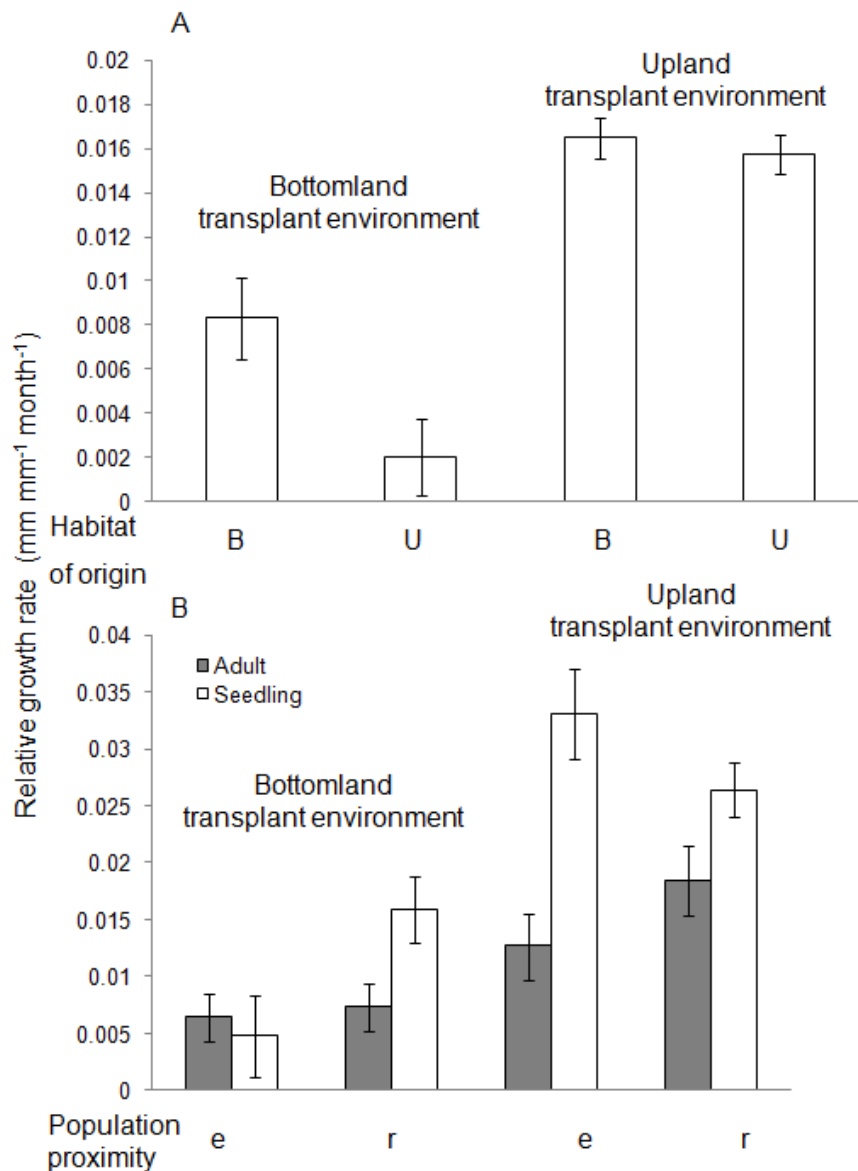 A
0.02
0.018
0.016
0.014
0.012
0.01
0.008
0.006
0.004
0.002
0
Upland
transplant environment
Bottomland
transplant environment
Relative growth rate (mm mm⁻¹ month⁻¹)
Habitat
of origin
B U B U
B
Upland
transplant environment
0.04
0.035
0.03
0.025
0.02
0.015
0.01
0.005
0
Adult
Seedling
Bottomland
transplant environment
Population
proximity
e r e r